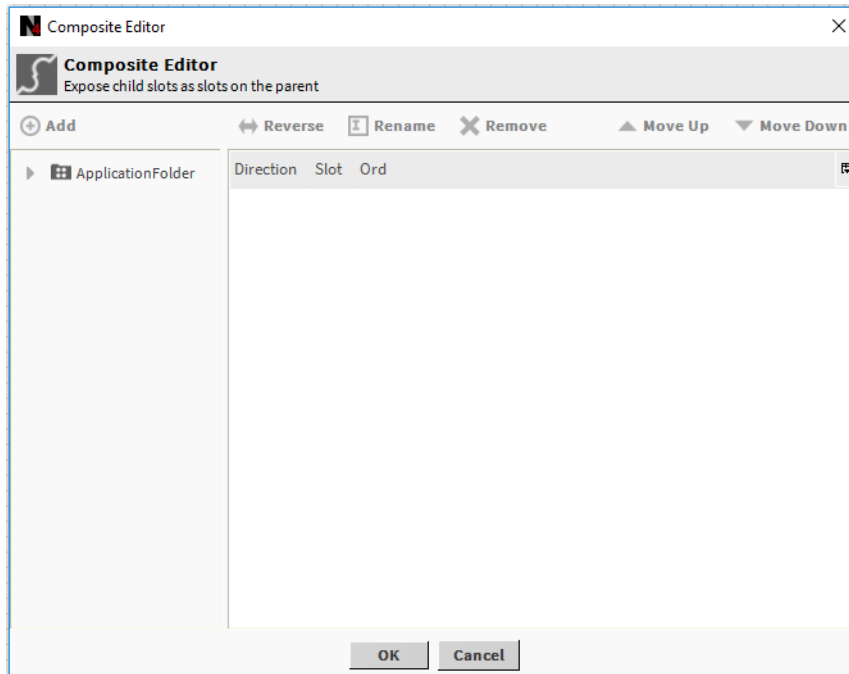 Composite Editor
Composite Editor
Expose child slots as slots on the parent
Add Reverse Rename Remove Move Up Move Down
ApplicationFolder
Direction Slot Ord
OK Cancel